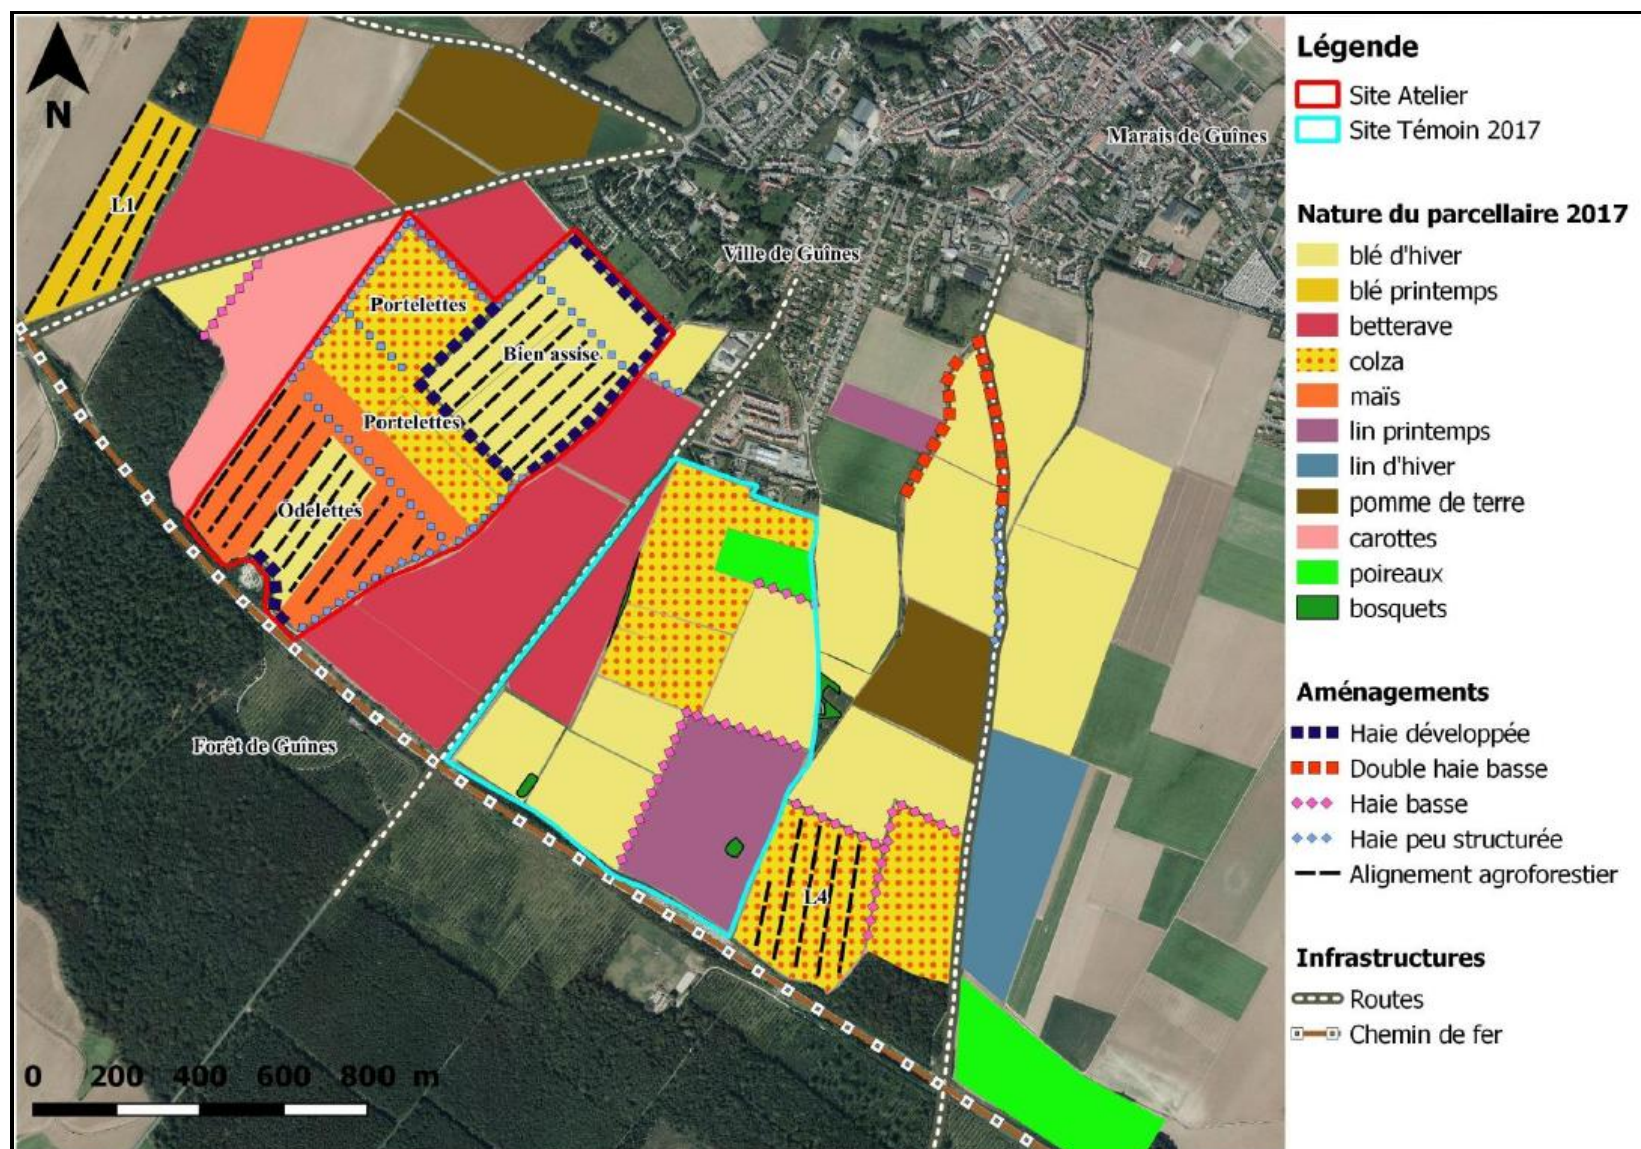 N
L1
Portelettes
Bien assise
Portelettes
Odelettes
Ville de Guînes
Marais de Guînes
Forêt de Guînes
L4
0 200 400 600 800 m
Légende
Site Atelier
Site Témoin 2017
Nature du parcellaire 2017
blé d'hiver
blé printemps
betterave
colza
maïs
lin printemps
lin d'hiver
pomme de terre
carottes
poireaux
bosquets
Aménagements
Haie développée
Double haie basse
Haie basse
Haie peu structurée
Alignement agroforestier
Infrastructures
Routes
Chemin de fer